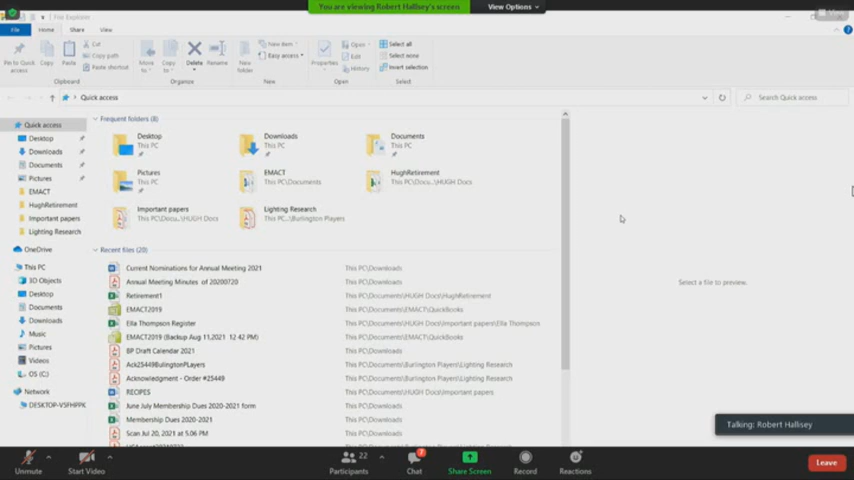 You are viewing Robert Hallisey's screen View Options
File Explorer View
File Home Share View
Pin to Quick access Copy Paste Cut Copy path Paste shortcut Move to Copy to Delete Rename New folder New item Easy access Properties Open Edit History Select all Select none Invert selection
Clipboard Organize New Open Select
Quick access Search Quick access
Quick access
Desktop
Downloads
Documents
Pictures
EMACT
HughRetirement
Important papers
Lighting Research
OneDrive
This PC
3D Objects
Desktop
Documents
Downloads
Music
Pictures
Videos
OS (C:)
Network
DESKTOP-V5FHPPK
Frequent folders (8)
Desktop
This PC
Downloads
This PC
Documents
This PC
Pictures
This PC
EMACT
This PC\Documents
HughRetirement
This PC\Docu...\HUGH Docs
Important papers
This PC\Docu...\HUGH Docs
Lighting Research
This PC...\Burlington Players
Recent files (20)
Current Nominations for Annual Meeting 2021 This PC\Downloads
Annual Meeting Minutes of 20200720 This PC\Downloads
Retirement1 This PC\Documents\HUGH Docs\HughRetirement
EMACT2019 This PC\Documents\EMACT\QuickBooks
Ella Thompson Register This PC\Documents\HUGH Docs\Important papers\Ella Thompson
EMACT2019 (Backup Aug 11,2021 12 42 PM) This PC\Documents\EMACT\QuickBooks
BP Draft Calendar 2021 This PC\Downloads
Ack25449BulingtonPLayers This PC\Documents\Burlington Players\Lighting Research
Acknowledgment - Order #25449 This PC\Documents\Burlington Players\Lighting Research
RECIPES This PC\Documents\HUGH Docs\Important papers
June July Membership Dues 2020-2021 form This PC\Downloads
Membership Dues 2020-2021 This PC\Downloads
Scan Jul 20, 2021 at 5.06 PM This PC\Downloads
Select a file to preview.
Talking: Robert Hallisey
Unmute Start Video Participants 22 Chat 7 Share Screen Record Reactions Leave